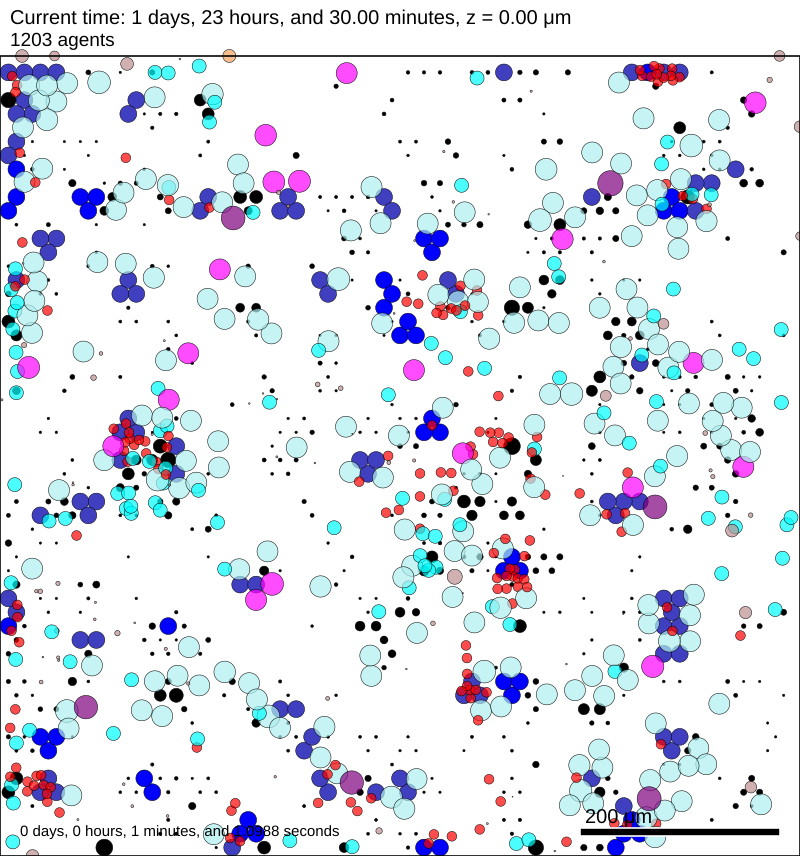 Current time: 1 days, 23 hours, and 30.00 minutes, z = 0.00 μm
1203 agents
200 μm
0 days, 0 hours, 1 minutes, and seconds